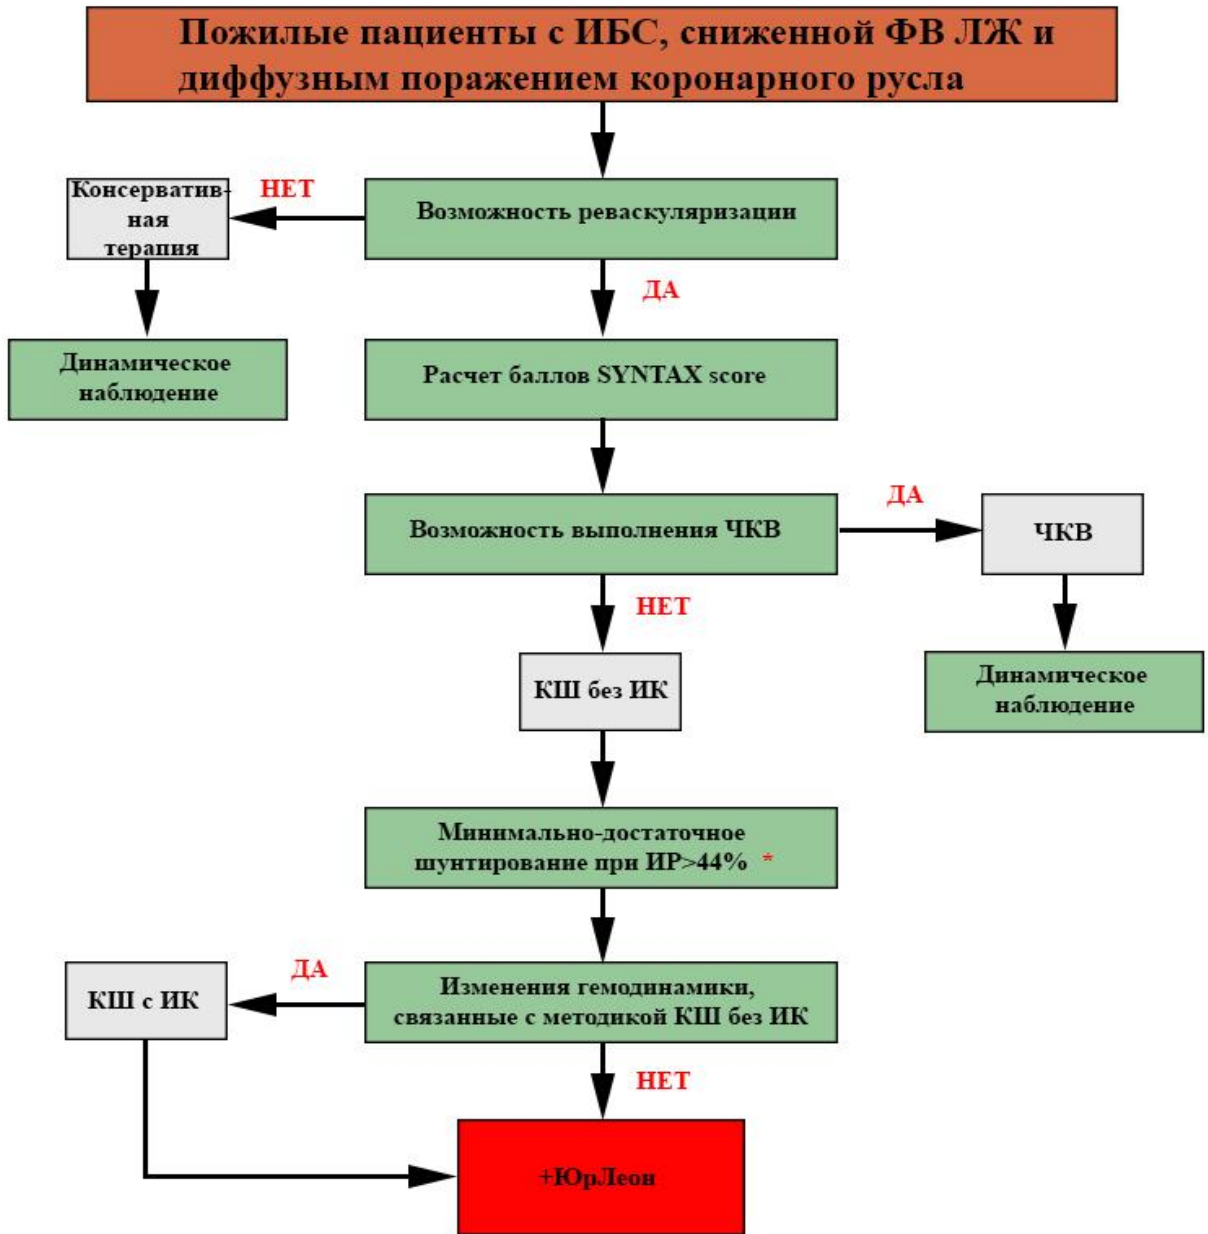 Пожилые пациенты с ИБС, сниженной ФВ ЛЖ и
диффузным поражением коронарного русла
Консерватив-
ная
терапия
НЕТ
Возможность реваскуляризации
ДА
Динамическое
наблюдение
Расчет баллов SYNTAX score
Возможность выполнения ЧКВ
ДА
ЧКВ
НЕТ
КШ без ИК
Динамическое
наблюдение
Минимально-достаточное
шунтирование при ИР>44% *
КШ с ИК
ДА
Изменения гемодинамики,
связанные с методикой КШ без ИК
НЕТ
+ЮрЛеон